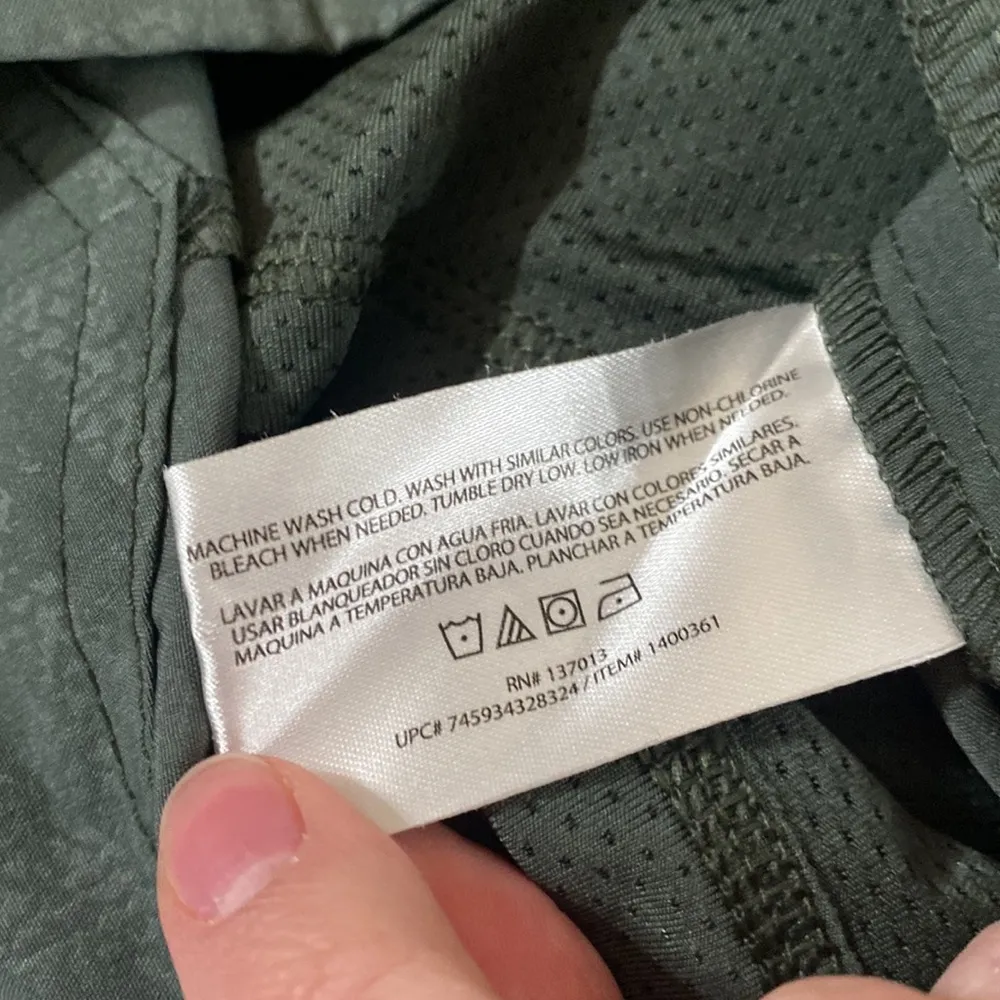 MACHINE WASH COLD. WASH WITH SIMILAR COLORS. USE NON-CHLORINE
BLEACH WHEN NEEDED. TUMBLE DRY LOW. LOW IRON WHEN NEEDED.
LAVAR A MAQUINA CON AGUA FRIA. LAVAR CON COLORES SIMILARES.
USAR BLANQUEADOR SIN CLORO CUANDO SEA NECESARIO. SECAR A
MAQUINA A TEMPERATURA BAJA. PLANCHAR A TEMPERATURA BAJA.
RN# 137013
UPC# 745934328324 / ITEM# 1400361